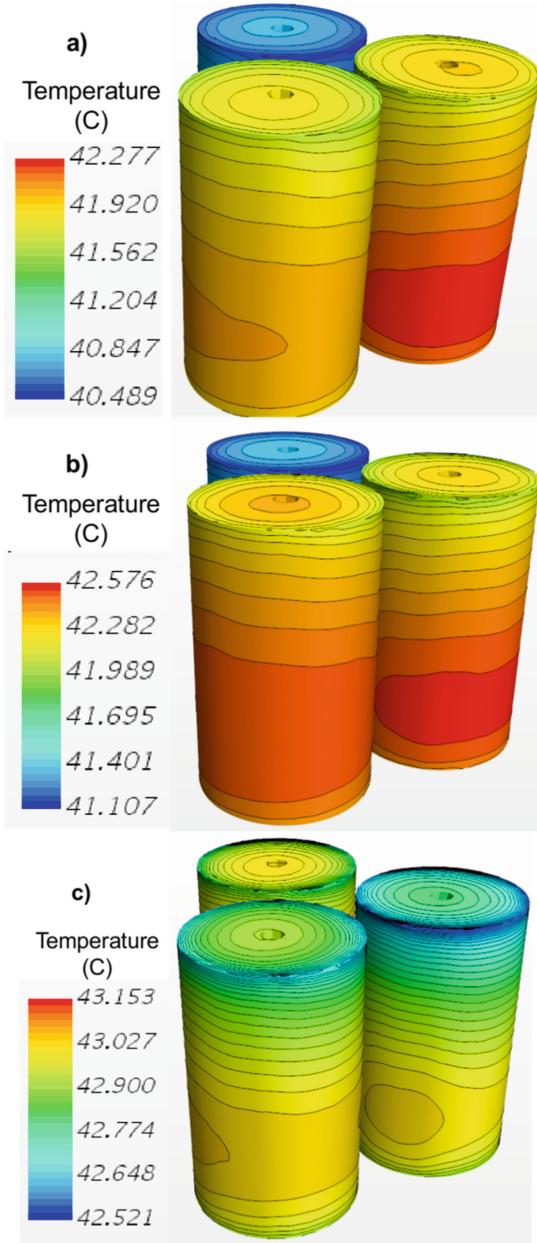 a)
Temperature
(C)
42.277
41.920
41.562
41.204
40.847
40.489
b)
Temperature
(C)
42.576
42.282
41.989
41.695
41.401
41.107
c)
Temperature
(C)
43.153
43.027
42.900
42.774
42.648
42.521